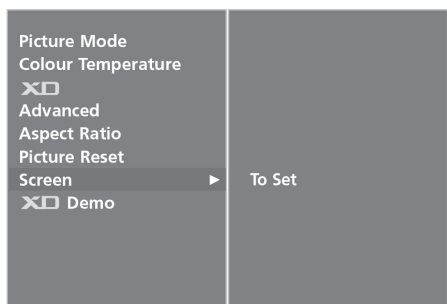 Picture Mode
Colour Temperature
XD
Advanced
Aspect Ratio
Picture Reset
Screen ► To Set
XD Demo